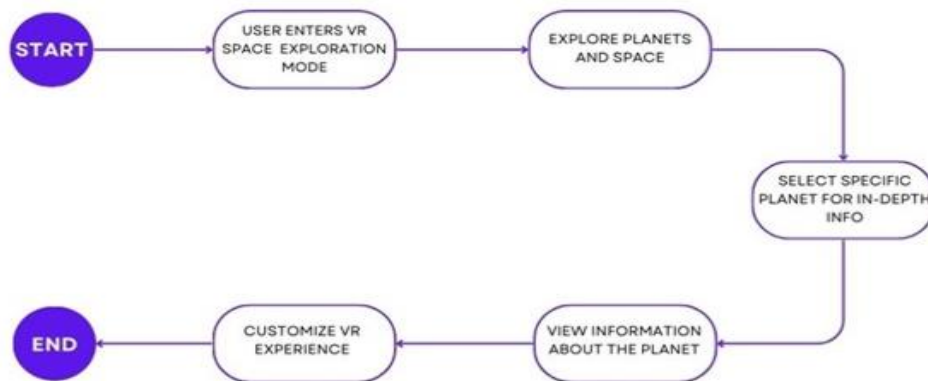 START
USER ENTERS VR
SPACE EXPLORATION
MODE
EXPLORE PLANETS
AND SPACE
SELECT SPECIFIC
PLANET FOR IN-DEPTH
INFO
VIEW INFORMATION
ABOUT THE PLANET
CUSTOMIZE VR
EXPERIENCE
END